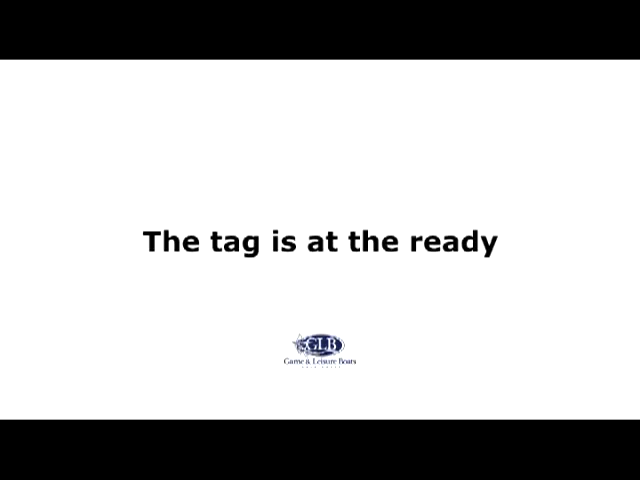 The tag is at the ready
GLB
Game & Leisure Boats